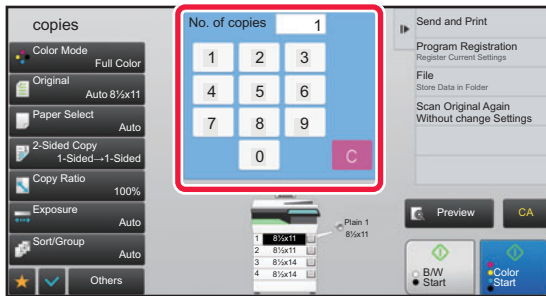 copies
Color Mode
Full Color
Original
Auto 8½x11
Paper Select
Auto
2-Sided Copy
1-Sided→1-Sided
Copy Ratio
100%
Exposure
Auto
Sort/Group
Auto
Others
No. of copies 1
1 2 3
4 5 6
7 8 9
0 C
1 8½x11
2 8½x11
3 8½x14
4 8½x14
Plain 1
8½x11
Send and Print
Program Registration
Register Current Settings
File
Store Data in Folder
Scan Original Again
Without change Settings
Preview
CA
B/W
Start
Color
Start